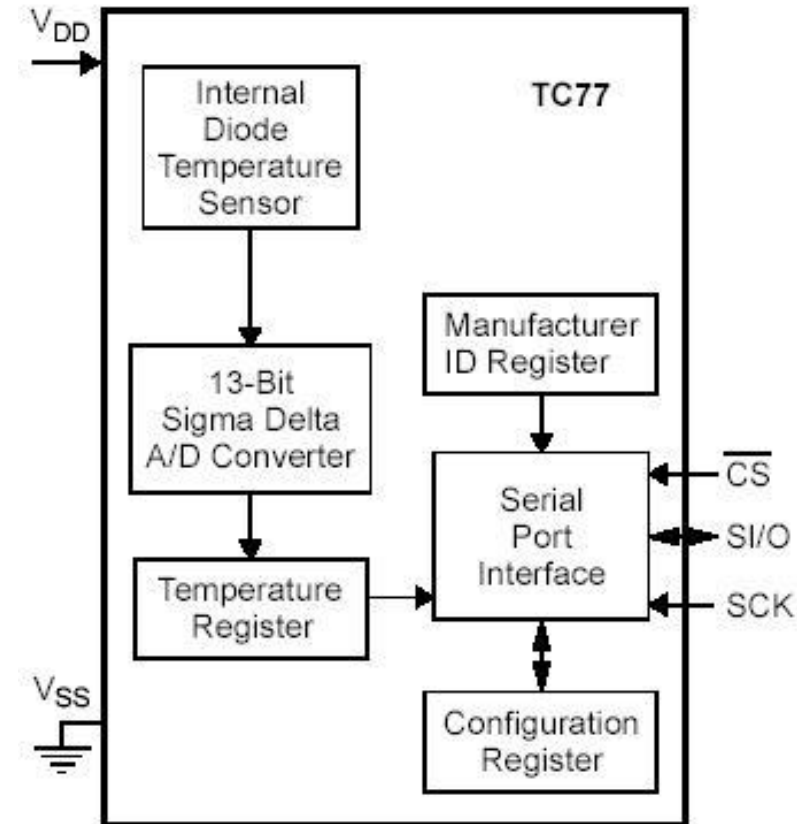 VDD
TC77
Internal
Diode
Temperature
Sensor
13-Bit
Sigma Delta
A/D Converter
Temperature
Register
Manufacturer
ID Register
Serial
Port
Interface
CS
SI/O
SCK
Configuration
Register
VSS